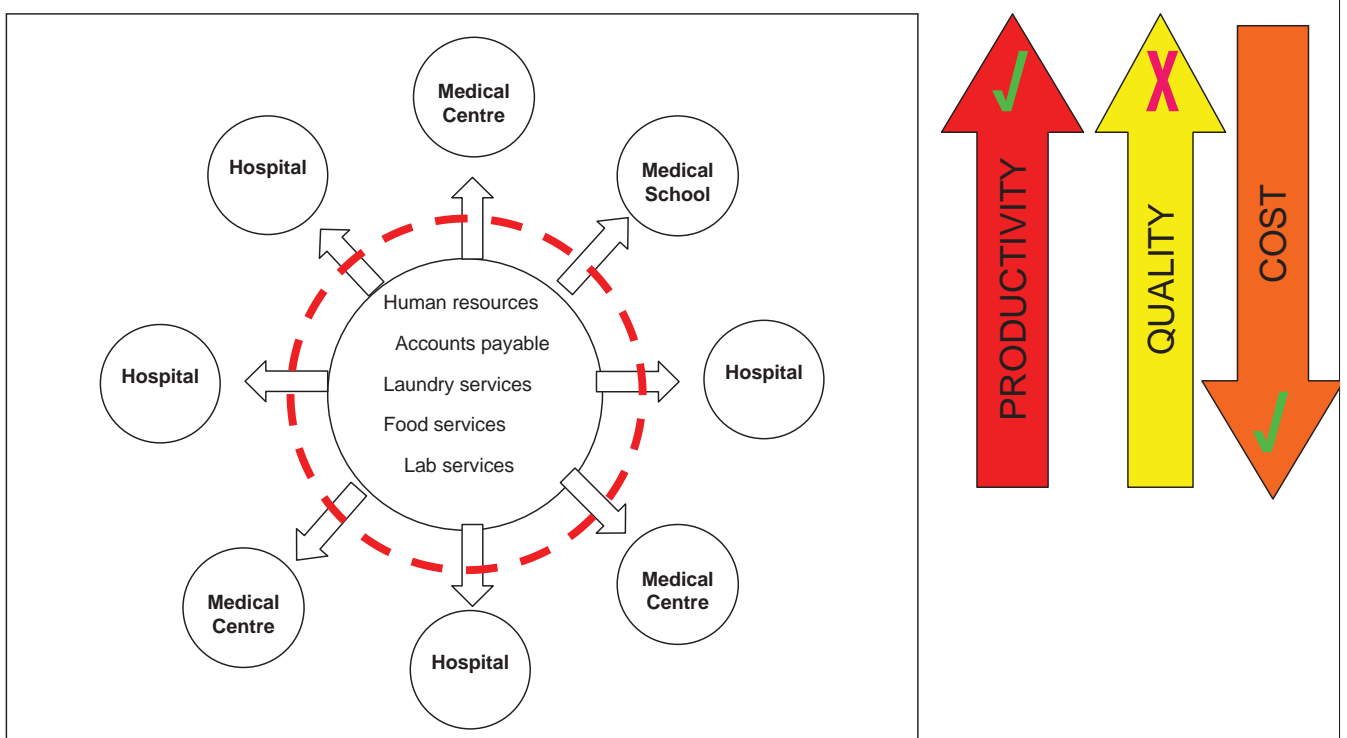 Medical
Centre
Hospital
Medical
School
Human resources
Accounts payable
Laundry services
Food services
Lab services
Hospital
Hospital
Medical
Centre
Medical
Centre
Hospital
PRODUCTIVITY
QUALITY
COST
√
X
√